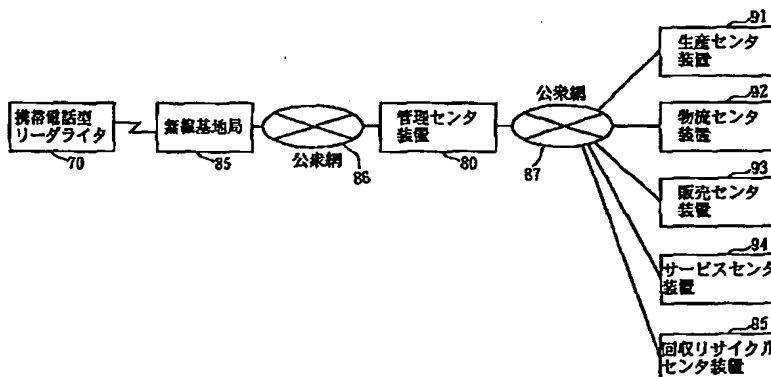 携帯電話型
リーダライタ
70
無線基地局
85
公衆網
86
管理センタ
装置
80
公衆網
87
91
生産センタ
装置
92
物流センタ
装置
93
販売センタ
装置
94
サービスセンタ
装置
95
回収リサイクル
センタ装置